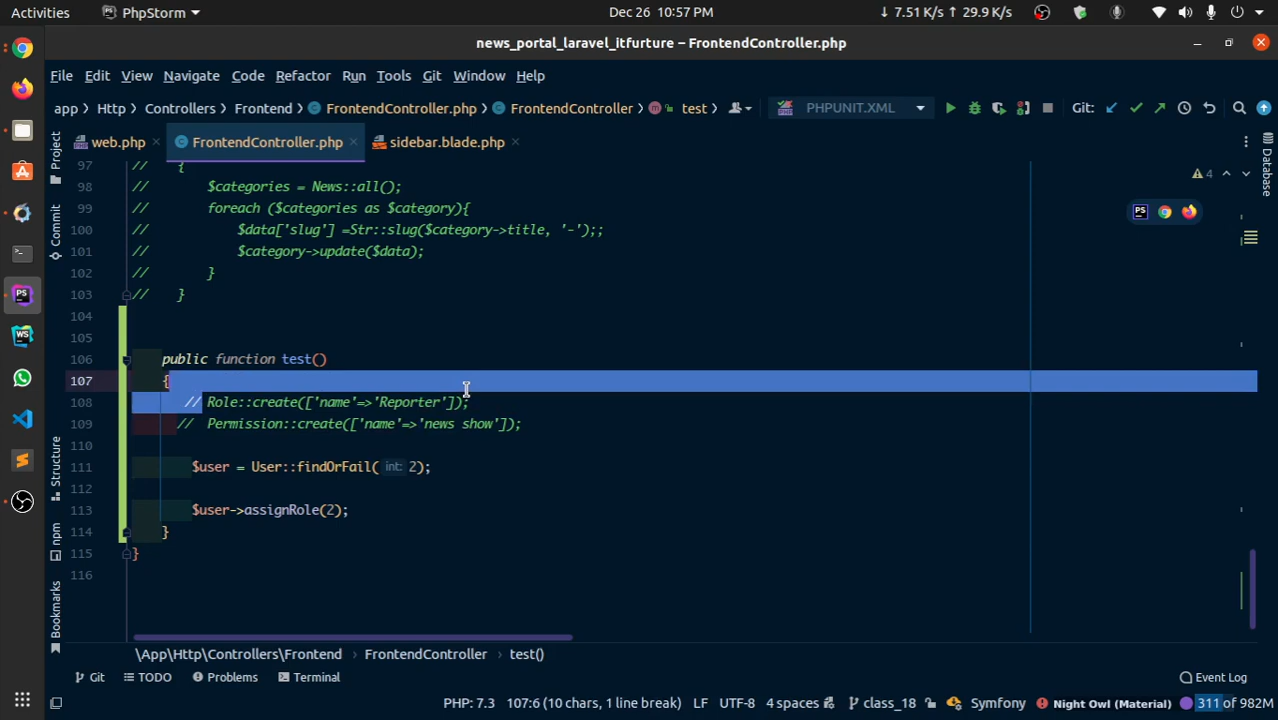 Activities
PhpStorm
Dec 26 10:57 PM
↓ 7.51 K/s ↑ 29.9 K/s
news_portal_laravel_itfurture – FrontendController.php
File Edit View Navigate Code Refactor Run Tools Git Window Help
app Http Controllers Frontend FrontendController.php FrontendController test
PHPUNIT.XML
Git:
web.php
FrontendController.php
sidebar.blade.php
Project
Commit
Structure
npm
Bookmarks
Database
4
97 // {
98 // $categories = News::all();
99 // foreach ($categories as $category){
100 // $data['slug'] =Str::slug($category->title, '-');;
101 // $category->update($data);
102 // }
103 // }
104
105
106 public function test()
107 {
108 // Role::create(['name'=>'Reporter']);
109 // Permission::create(['name'=>'news show']);
110
111 $user = User::findOrFail( int: 2);
112
113 $user->assignRole(2);
114 }
115 }
116
\App\Http\Controllers\Frontend › FrontendController › test()
Git TODO Problems Terminal
Event Log
PHP: 7.3 107:6 (10 chars, 1 line break) LF UTF-8 4 spaces class_18 Symfony Night Owl (Material) 311 of 982M